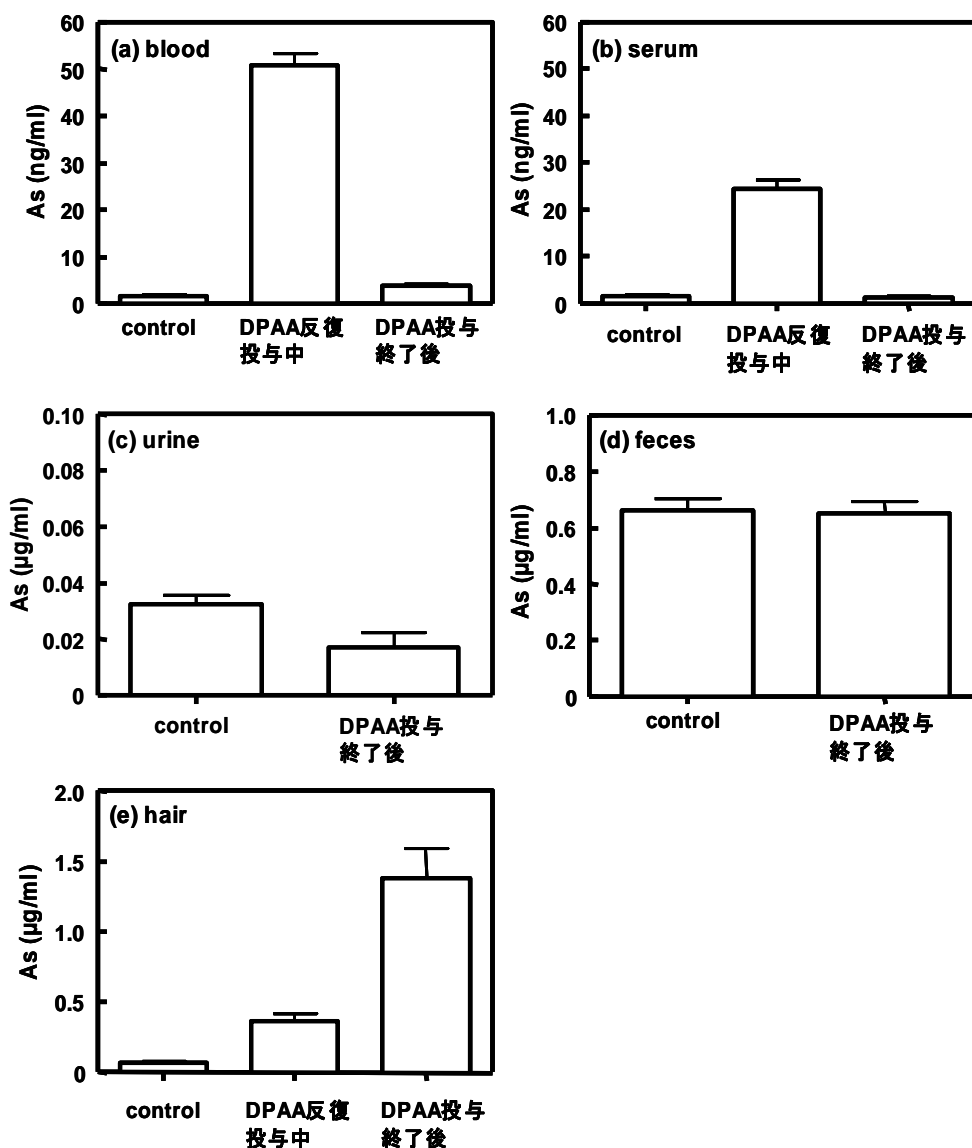 (a) blood
As (ng/ml)
60
50
40
30
20
10
0
control
DPAA反復
投与中
DPAA投与
終了後
(b) serum
As (ng/ml)
60
50
40
30
20
10
0
control
DPAA反復
投与中
DPAA投与
終了後
(c) urine
As (µg/ml)
0.10
0.08
0.06
0.04
0.02
0
control
DPAA投与
終了後
(d) feces
As (µg/ml)
1.0
0.8
0.6
0.4
0.2
0
control
DPAA投与
終了後
(e) hair
As (µg/ml)
2.0
1.5
1.0
0.5
0
control
DPAA反復
投与中
DPAA投与
終了後